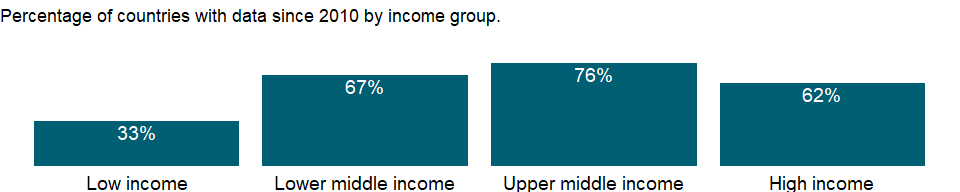 Percentage of countries with data since 2010 by income group.
76%
67%
62%
33%
Low income Lower middle income Upper middle income High income